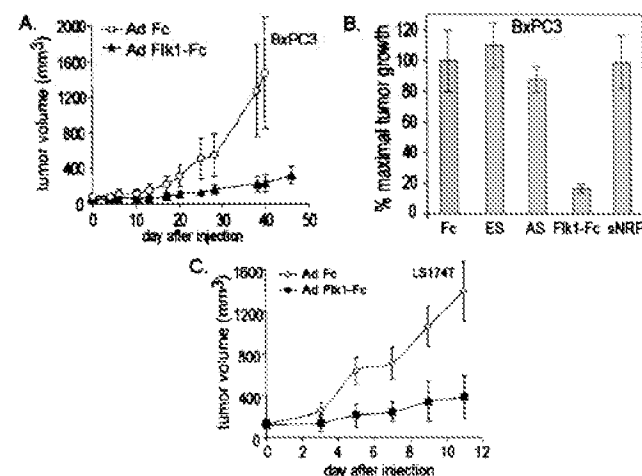 A.
Ad Fc
Ad Flk1-Fc
BxPC3
tumor volume (mm³)
2000
1600
1200
800
400
0
0 10 20 30 40 50
day after injection
B.
BxPC3
% maximal tumor growth
120
100
80
60
40
20
0
Fc ES AS Flk1-Fc sNRP
C.
Ad Fc
Ad Flk1-Fc
LS174T
tumor volume (mm³)
1600
1200
800
400
0
0 2 4 6 8 10 12
day after injection